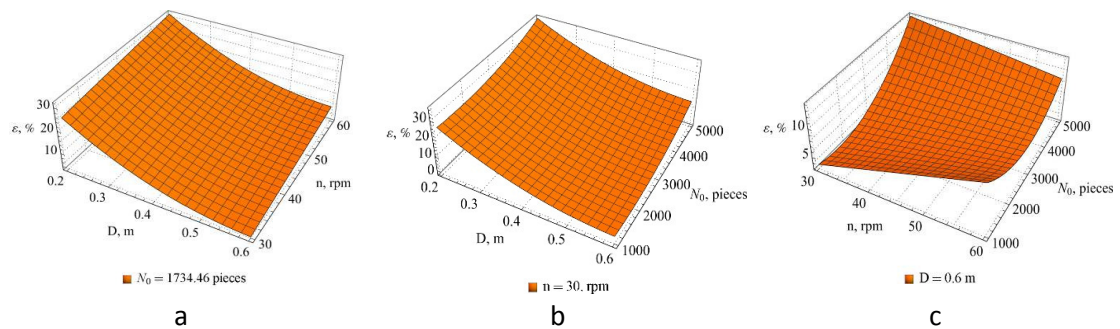 30
20
10
ε, %
0.2
0.3
0.4
0.5
0.6
D, m
30
40
50
60
n, rpm
N₀ = 1734.46 pieces
a
30
20
10
0
ε, %
0.2
0.3
0.4
0.5
0.6
D, m
1000
2000
3000
4000
5000
N₀, pieces
n = 30. rpm
b
10
5
ε, %
30
40
50
60
n, rpm
1000
2000
3000
4000
5000
N₀, pieces
D = 0.6 m
c